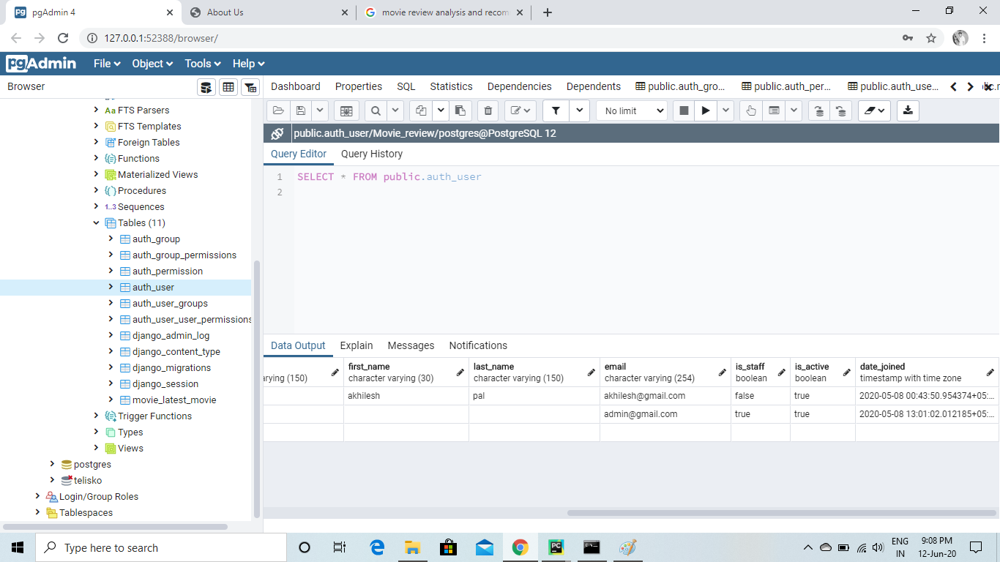 pgAdmin 4
About Us
movie review analysis and recom
127.0.0.1:52388/browser/
pgAdmin File Object Tools Help
Browser
Dashboard Properties SQL Statistics Dependencies Dependents public.auth_gro... public.auth_per... public.auth_use...
FTS Parsers
FTS Templates
Foreign Tables
Functions
Materialized Views
Procedures
1..3 Sequences
Tables (11)
auth_group
auth_group_permissions
auth_permission
auth_user
auth_user_groups
auth_user_user_permissions
django_admin_log
django_content_type
django_migrations
django_session
movie_latest_movie
Trigger Functions
Types
Views
postgres
telisko
Login/Group Roles
Tablespaces
No limit
public.auth_user/Movie_review/postgres@PostgreSQL 12
Query Editor Query History
1 SELECT * FROM public.auth_user
2
Data Output Explain Messages Notifications
first_name last_name email is_staff is_active date_joined
arying (150) character varying (30) character varying (150) character varying (254) boolean boolean timestamp with time zone
akhilesh pal akhilesh@gmail.com false true 2020-05-08 00:43:50.954374+05:...
admin@gmail.com true true 2020-05-08 13:01:02.012185+05:...
Type here to search
ENG
IN
9:08 PM
12-Jun-20